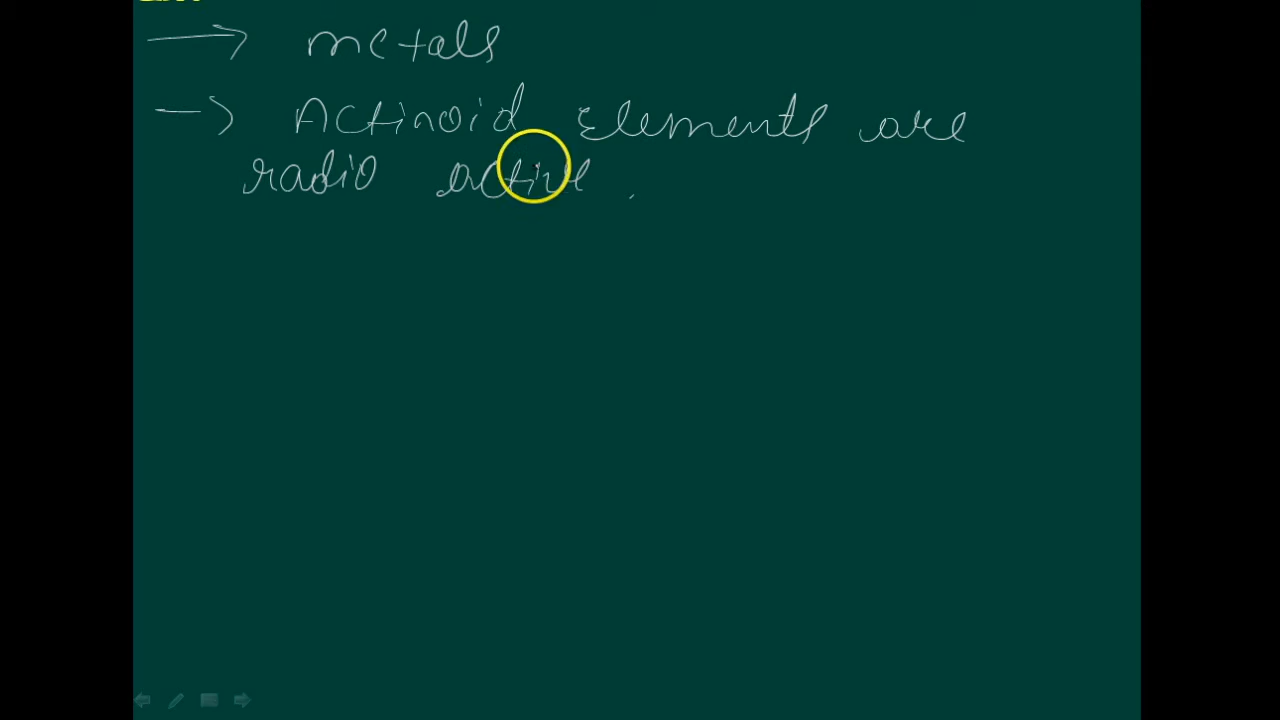 → metals
→ Actinoid Elements are
radio active .